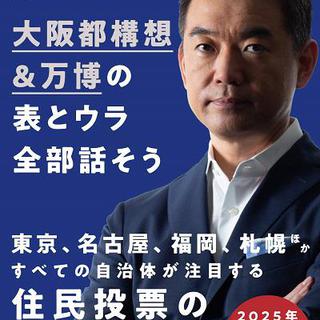 大阪都構想
&万博の
表とウラ
全部話そう
東京、名古屋、福岡、札幌ほか
すべての自治体が注目する
住民投票の
2025年